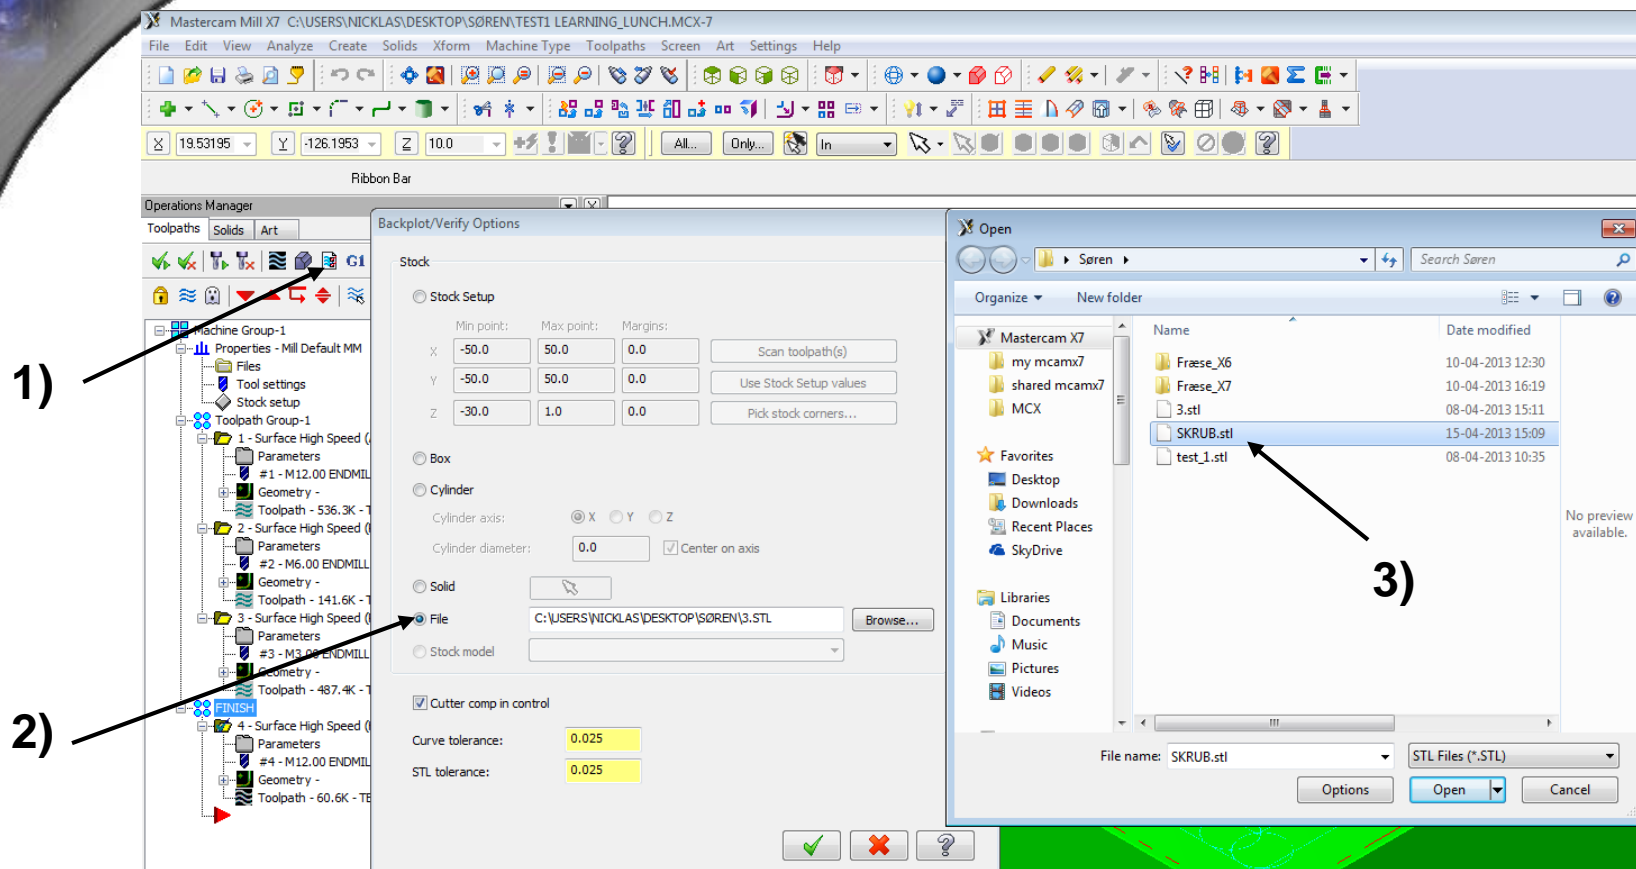 Mastercam Mill X7 C:\USERS\NICKLAS\DESKTOP\SØREN\TEST1 LEARNING_LUNCH.MCX-7
File Edit View Analyze Create Solids Xform Machine Type Toolpaths Screen Art Settings Help
X 19.53195 Y -126.1953 Z 10.0 All... Only... In
Ribbon Bar
Operations Manager
Toolpaths Solids Art
G1
Machine Group-1
Properties - Mill Default MM
Files
Tool settings
Stock setup
Toolpath Group-1
1 - Surface High Speed (
Parameters
#1 - M12.00 ENDMIL
Geometry -
Toolpath - 536.3K - T
2 - Surface High Speed (
Parameters
#2 - M6.00 ENDMILL
Geometry -
Toolpath - 141.6K - T
3 - Surface High Speed (
Parameters
#3 - M3.00 ENDMILL
Geometry -
Toolpath - 487.4K - T
FINISH
4 - Surface High Speed (
Parameters
#4 - M12.00 ENDMIL
Geometry -
Toolpath - 60.6K - TE
1)
2)
Backplot/Verify Options
Stock
Stock Setup
Min point: Max point: Margins:
X -50.0 50.0 0.0 Scan toolpath(s)
Y -50.0 50.0 0.0 Use Stock Setup values
Z -30.0 1.0 0.0 Pick stock corners...
Box
Cylinder
Cylinder axis: X Y Z
Cylinder diameter: 0.0 Center on axis
Solid
File C:\USERS\NICKLAS\DESKTOP\SØREN\3.STL Browse...
Stock model
Cutter comp in control
Curve tolerance: 0.025
STL tolerance: 0.025
Open
Søren Search Søren
Organize New folder
Mastercam X7
my mcamx7
shared mcamx7
MCX
Favorites
Desktop
Downloads
Recent Places
SkyDrive
Libraries
Documents
Music
Pictures
Videos
Name Date modified
Fræse_X6 10-04-2013 12:30
Fræse_X7 10-04-2013 16:19
3.stl 08-04-2013 15:11
SKRUB.stl 15-04-2013 15:09
test_1.stl 08-04-2013 10:35
No preview
available.
3)
File name: SKRUB.stl STL Files (*.STL)
Options Open Cancel